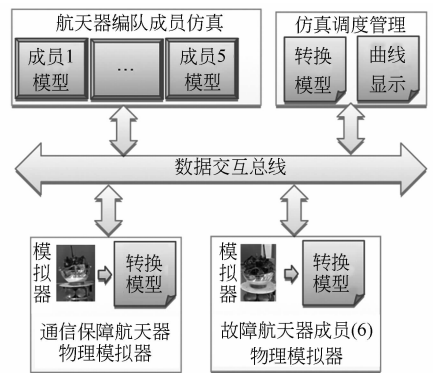 航天器编队成员仿真
成员1
模型
...
成员5
模型
仿真调度管理
转换
模型
曲线
显示
数据交互总线
模拟器
转换
模型
通信保障航天器
物理模拟器
模拟器
转换
模型
故障航天器成员(6)
物理模拟器